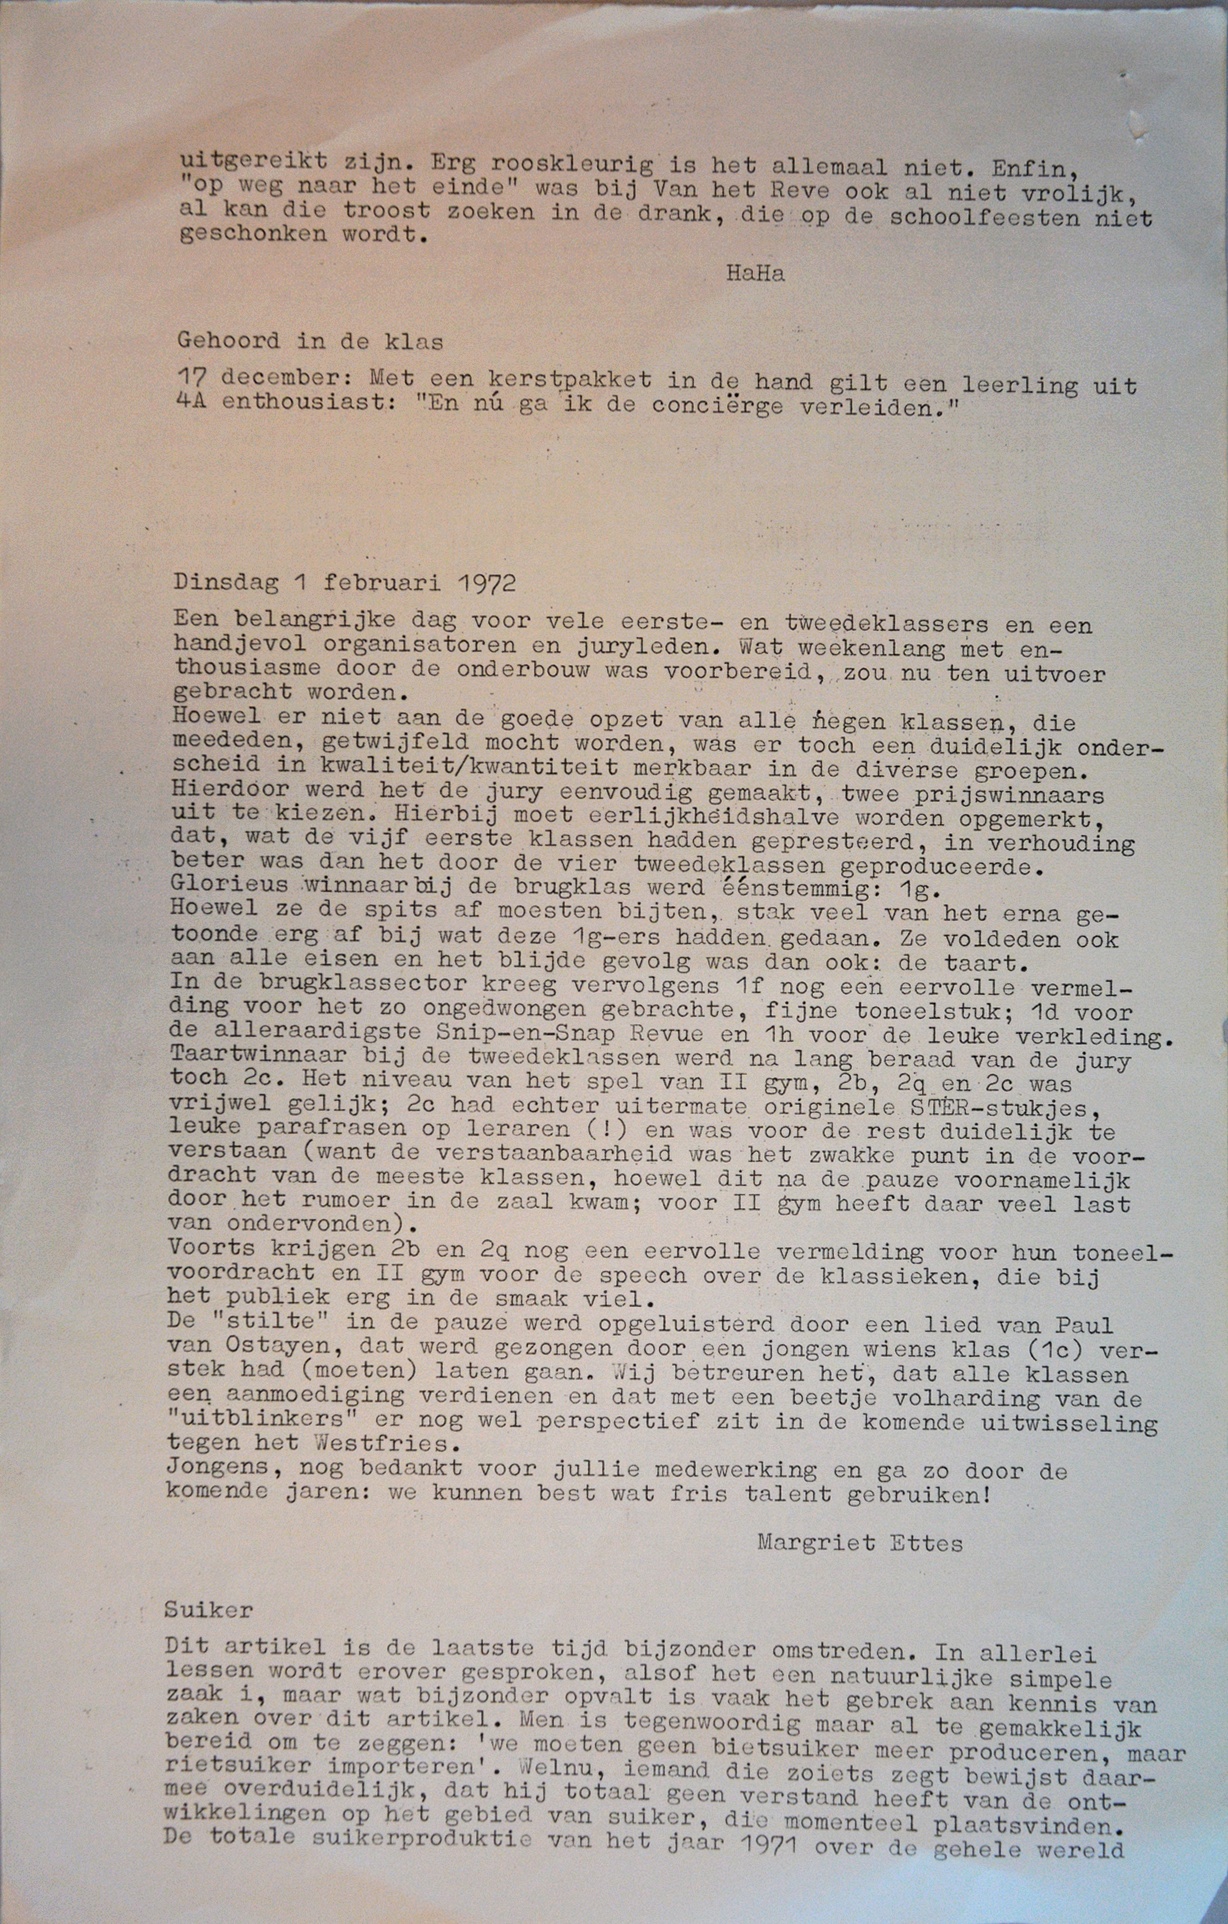 uitgereikt zijn. Erg rooskleurig is het allemaal niet. Enfin,
"op weg naar het einde" was bij Van het Reve ook al niet vrolijk,
al kan die troost zoeken in de drank, die op de schoolfeesten niet
geschonken wordt.
HaHa
Gehoord in de klas
17 december: Met een kerstpakket in de hand gilt een leerling uit
4A enthousiast: "En nú ga ik de conciërge verleiden."
Dinsdag 1 februari 1972
Een belangrijke dag voor vele eerste- en tweedeklassers en een
handjevol organisatoren en juryleden. Wat weekenlang met en-
thousiasme door de onderbouw was voorbereid, zou nu ten uitvoer
gebracht worden.
Hoewel er niet aan de goede opzet van alle negen klassen, die
meededen, getwijfeld mocht worden, was er toch een duidelijk onder-
scheid in kwaliteit/kwantiteit merkbaar in de diverse groepen.
Hierdoor werd het de jury eenvoudig gemaakt, twee prijswinnaars
uit te kiezen. Hierbij moet eerlijkheidshalve worden opgemerkt,
dat, wat de vijf eerste klassen hadden gepresteerd, in verhouding
beter was dan het door de vier tweedeklassen geproduceerde.
Glorieus winnaar bij de brugklas werd éénstemmig: 1g.
Hoewel ze de spits af moesten bijten, stak veel van het erna ge-
toonde erg af bij wat deze 1g-ers hadden gedaan. Ze voldeden ook
aan alle eisen en het blijde gevolg was dan ook: de taart.
In de brugklassector kreeg vervolgens 1f nog een eervolle vermel-
ding voor het zo ongedwongen gebrachte, fijne toneelstuk; 1d voor
de alleraardigste Snip-en-Snap Revue en 1h voor de leuke verkleding.
Taartwinnaar bij de tweedeklassen werd na lang beraad van de jury
toch 2c. Het niveau van het spel van II gym, 2b, 2q en 2c was
vrijwel gelijk; 2c had echter uitermate originele STER-stukjes,
leuke parafrasen op leraren (!) en was voor de rest duidelijk te
verstaan (want de verstaanbaarheid was het zwakke punt in de voor-
dracht van de meeste klassen, hoewel dit na de pauze voornamelijk
door het rumoer in de zaal kwam; voor II gym heeft daar veel last
van ondervonden).
Voorts krijgen 2b en 2q nog een eervolle vermelding voor hun toneel-
voordracht en II gym voor de speech over de klassieken, die bij
het publiek erg in de smaak viel.
De "stilte" in de pauze werd opgeluisterd door een lied van Paul
van Ostayen, dat werd gezongen door een jongen wiens klas (1c) ver-
stek had (moeten) laten gaan. Wij betreuren het, dat alle klassen
een aanmoediging verdienen en dat met een beetje volharding van de
"uitblinkers" er nog wel perspectief zit in de komende uitwisseling
tegen het Westfries.
Jongens, nog bedankt voor jullie medewerking en ga zo door de
komende jaren: we kunnen best wat fris talent gebruiken!
Margriet Ettes
Suiker
Dit artikel is de laatste tijd bijzonder omstreden. In allerlei
lessen wordt erover gesproken, alsof het een natuurlijke simpele
zaak i, maar wat bijzonder opvalt is vaak het gebrek aan kennis van
zaken over dit artikel. Men is tegenwoordig maar al te gemakkelijk
bereid om te zeggen: 'we moeten geen bietsuiker meer produceren, maar
rietsuiker importeren'. Welnu, iemand die zoiets zegt bewijst daar-
mee overduidelijk, dat hij totaal geen verstand heeft van de ont-
wikkelingen op het gebied van suiker, die momenteel plaatsvinden.
De totale suikerproduktie van het jaar 1971 over de gehele wereld